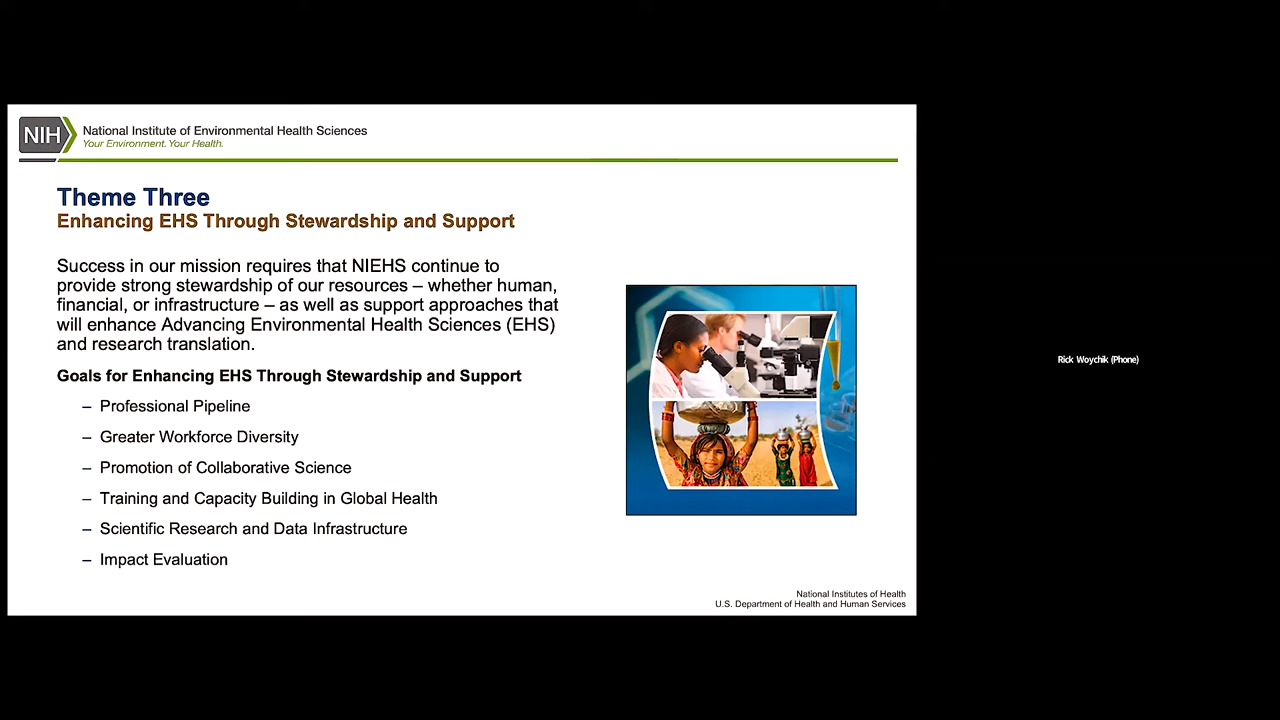 NIH
National Institute of Environmental Health Sciences
Your Environment. Your Health.
Theme Three
Enhancing EHS Through Stewardship and Support
Success in our mission requires that NIEHS continue to
provide strong stewardship of our resources – whether human,
financial, or infrastructure – as well as support approaches that
will enhance Advancing Environmental Health Sciences (EHS)
and research translation.
Goals for Enhancing EHS Through Stewardship and Support
– Professional Pipeline
– Greater Workforce Diversity
– Promotion of Collaborative Science
– Training and Capacity Building in Global Health
– Scientific Research and Data Infrastructure
– Impact Evaluation
National Institutes of Health
U.S. Department of Health and Human Services
Rick Woychik (Phone)